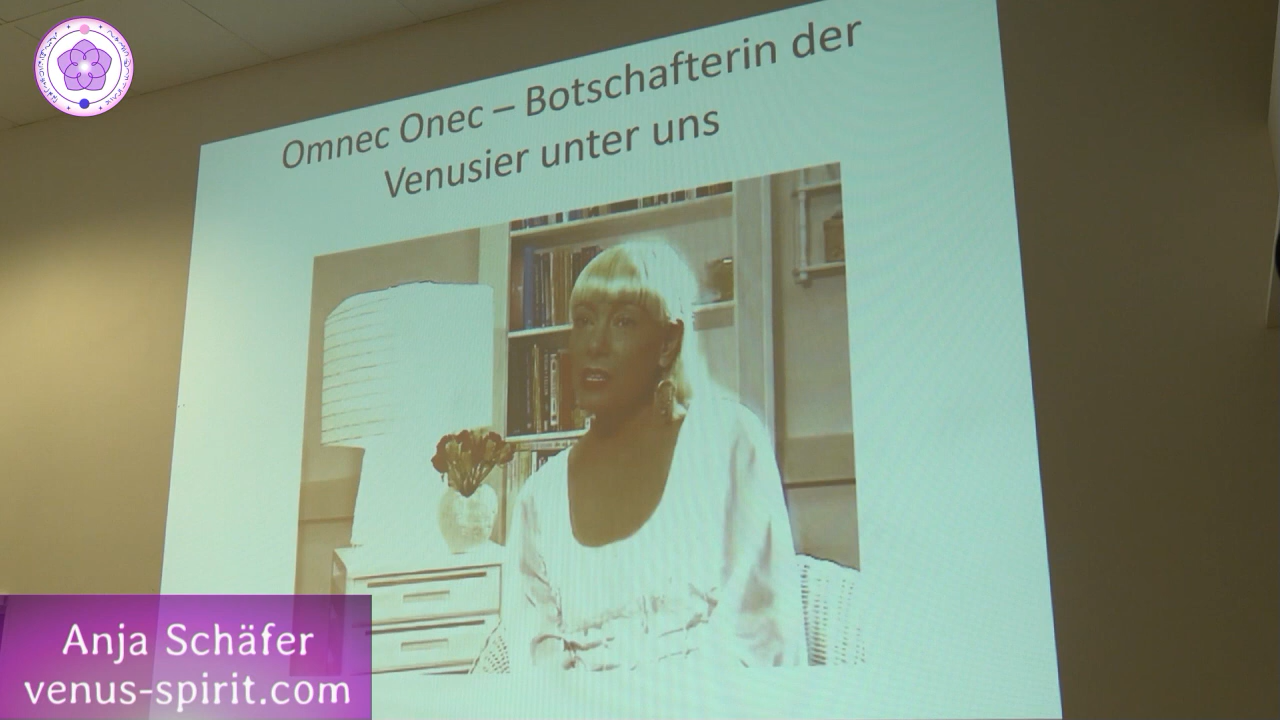 Omnec Onec – Botschafterin der
Venusier unter uns
Anja Schäfer
venus-spirit.com